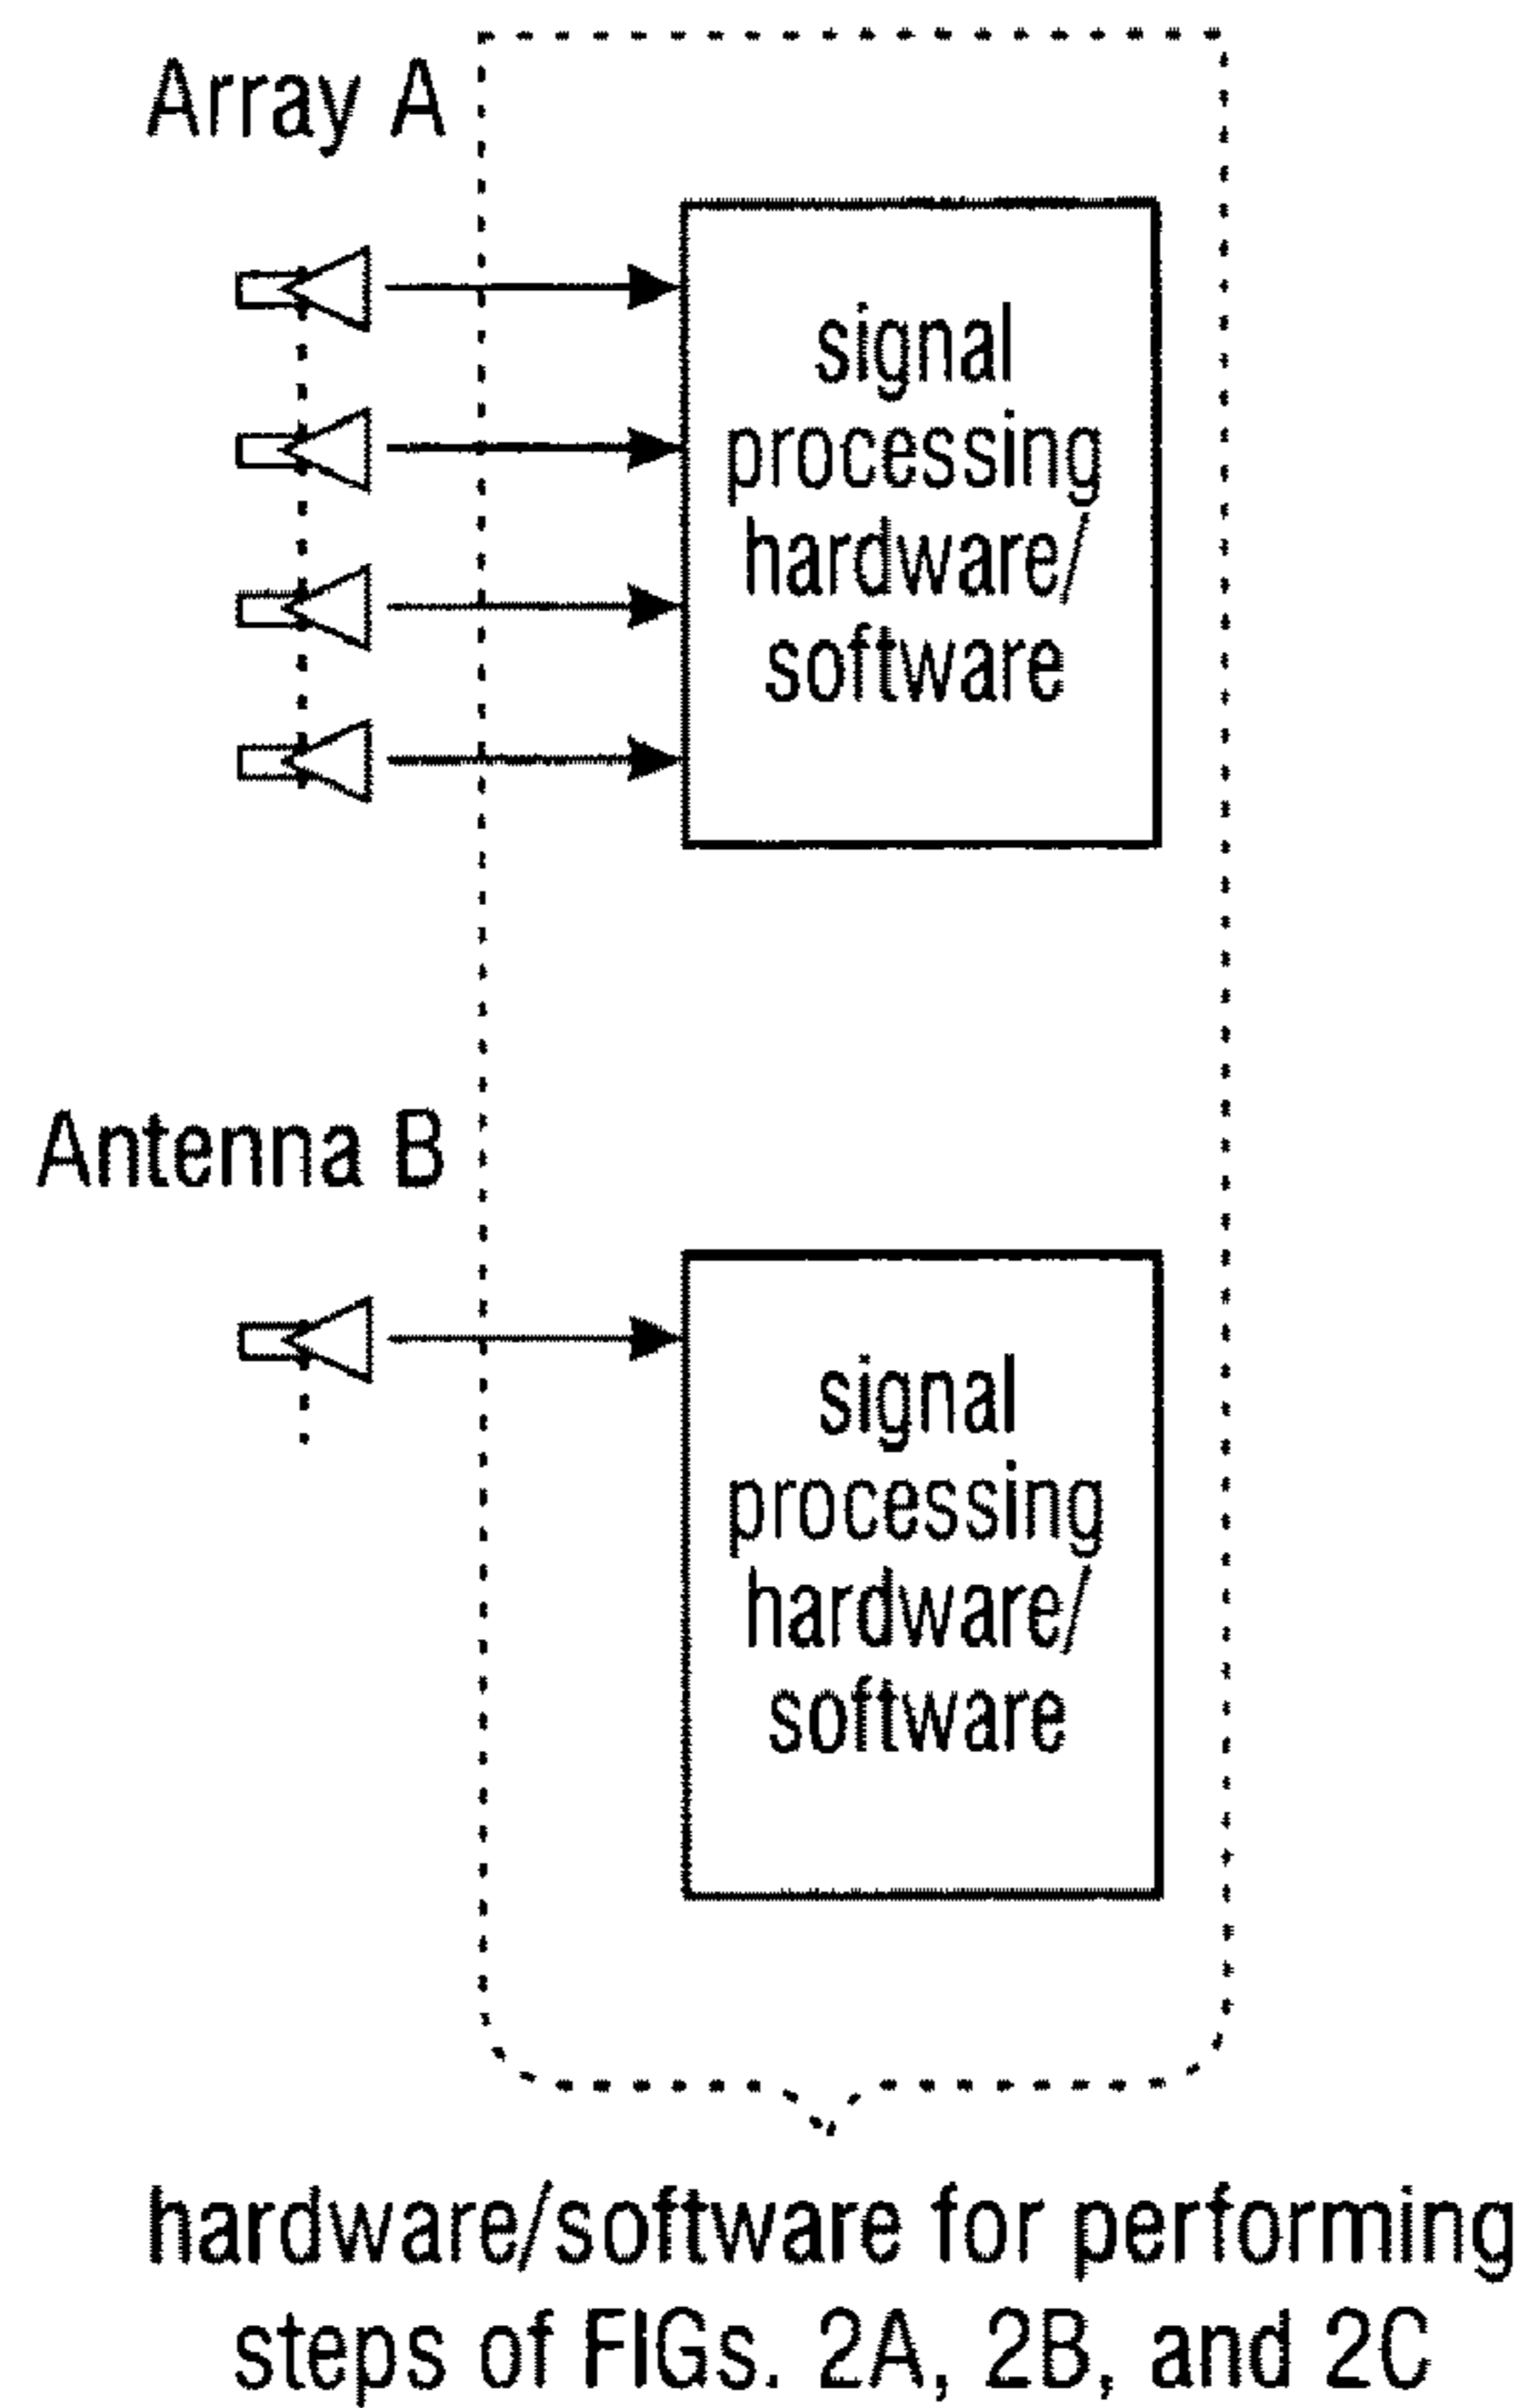 Array A
signal
processing
hardware/
software
Antenna B
signal
processing
hardware/
software
hardware/software for performing
steps of FIGs. 2A, 2B, and 2C